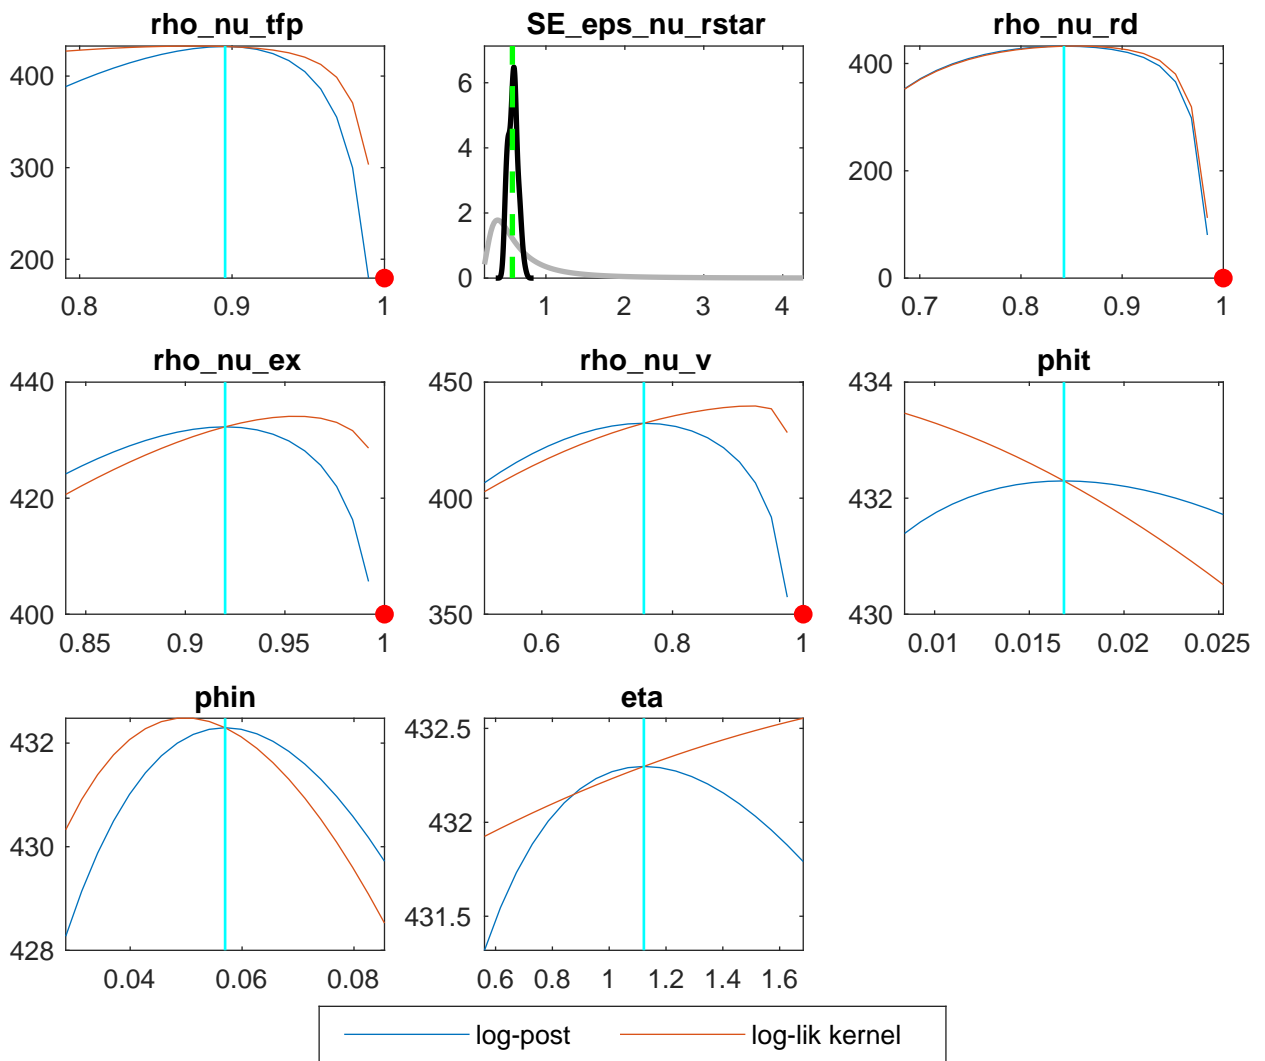 rho_nu_tfp SE_eps_nu_rstar rho_nu_rd
400
300
200
0.8 0.9 1
6
4
2
0
1 2 3 4
400
200
0
0.7 0.8 0.9 1
rho_nu_ex rho_nu_v phit
440
420
400
0.85 0.9 0.95 1
450
400
350
0.6 0.8 1
434
432
430
0.01 0.015 0.02 0.025
phin eta
432
430
428
0.04 0.06 0.08
432.5
432
431.5
0.6 0.8 1 1.2 1.4 1.6
log-post log-lik kernel